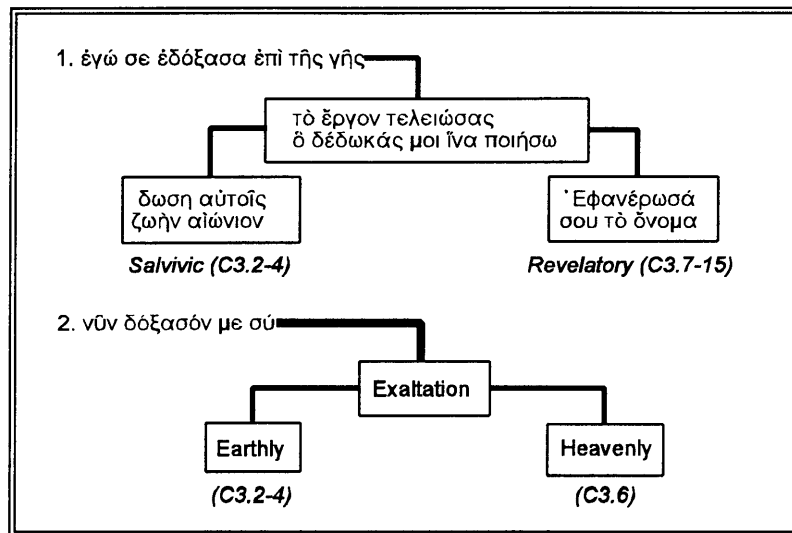 1. ἐγώ σε ἐδόξασα ἐπὶ τῆς γῆς
τὸ ἔργον τελειώσας
ὃ δέδωκάς μοι ἵνα ποιήσω
δωση αὐτοῖς
ζωὴν αἰώνιον
Ἐφανέρωσά
σου τὸ ὄνομα
Salvivic (C3.2-4)
Revelatory (C3.7-15)
2. νῦν δόξασόν με σύ
Exaltation
Earthly
Heavenly
(C3.2-4)
(C3.6)